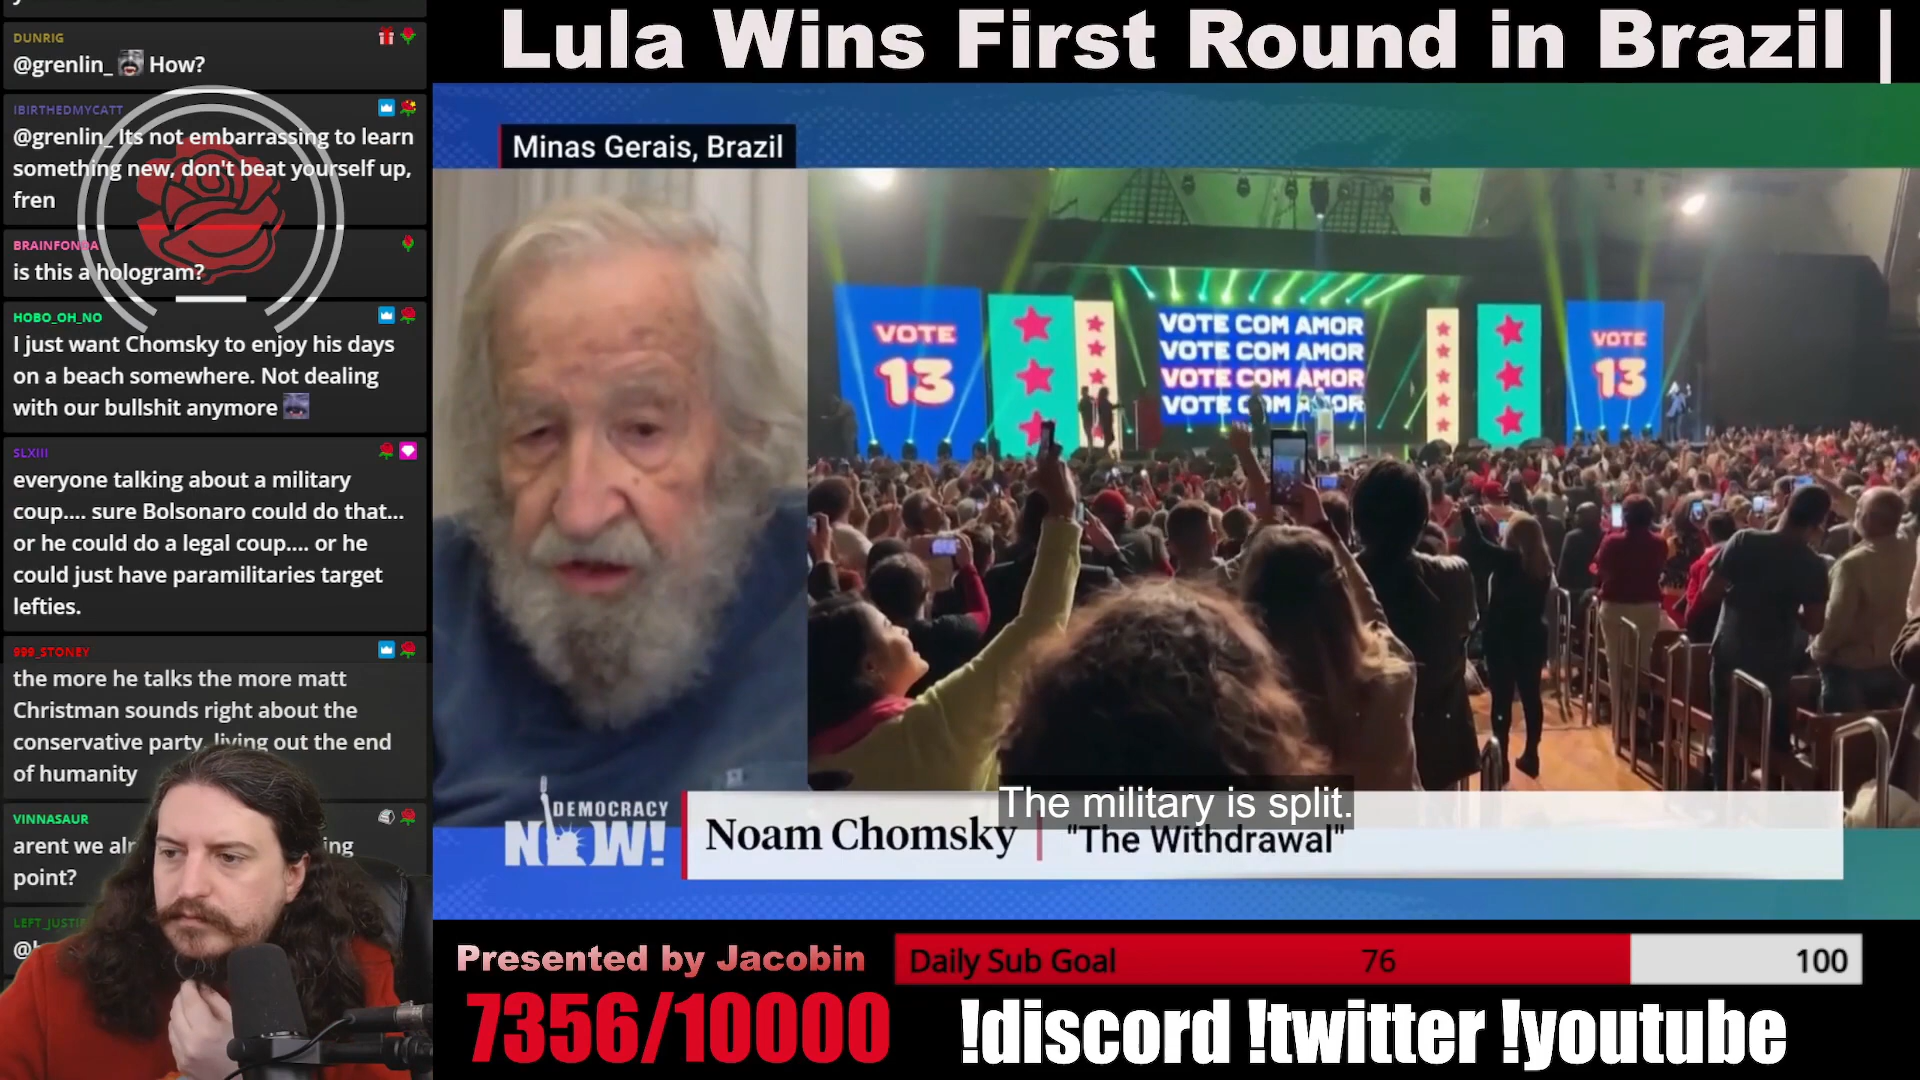 Lula Wins First Round in Brazil |
DUNRIG
@grenlin_ How?
IBIRTHEDMYCATT
@grenlin_ Its not embarrassing to learn
something new, don't beat yourself up,
fren
BRAINFONDA
is this a hologram?
HOBO_OH_NO
I just want Chomsky to enjoy his days
on a beach somewhere. Not dealing
with our bullshit anymore
SLXIII
everyone talking about a military
coup.... sure Bolsonaro could do that...
or he could do a legal coup.... or he
could just have paramilitaries target
lefties.
999_STONEY
the more he talks the more matt
Christman sounds right about the
conservative party, living out the end
of humanity
VINNASAUR
arent we
point?
Minas Gerais, Brazil
VOTE
13
VOTE COM AMOR
VOTE COM AMOR
VOTE COM AMOR
VOTE COM AMOR
VOTE
13
The military is split.
DEMOCRACY
NOW!
Noam Chomsky
"The Withdrawal"
Presented by Jacobin
Daily Sub Goal 76 100
7356/10000
!discord !twitter !youtube